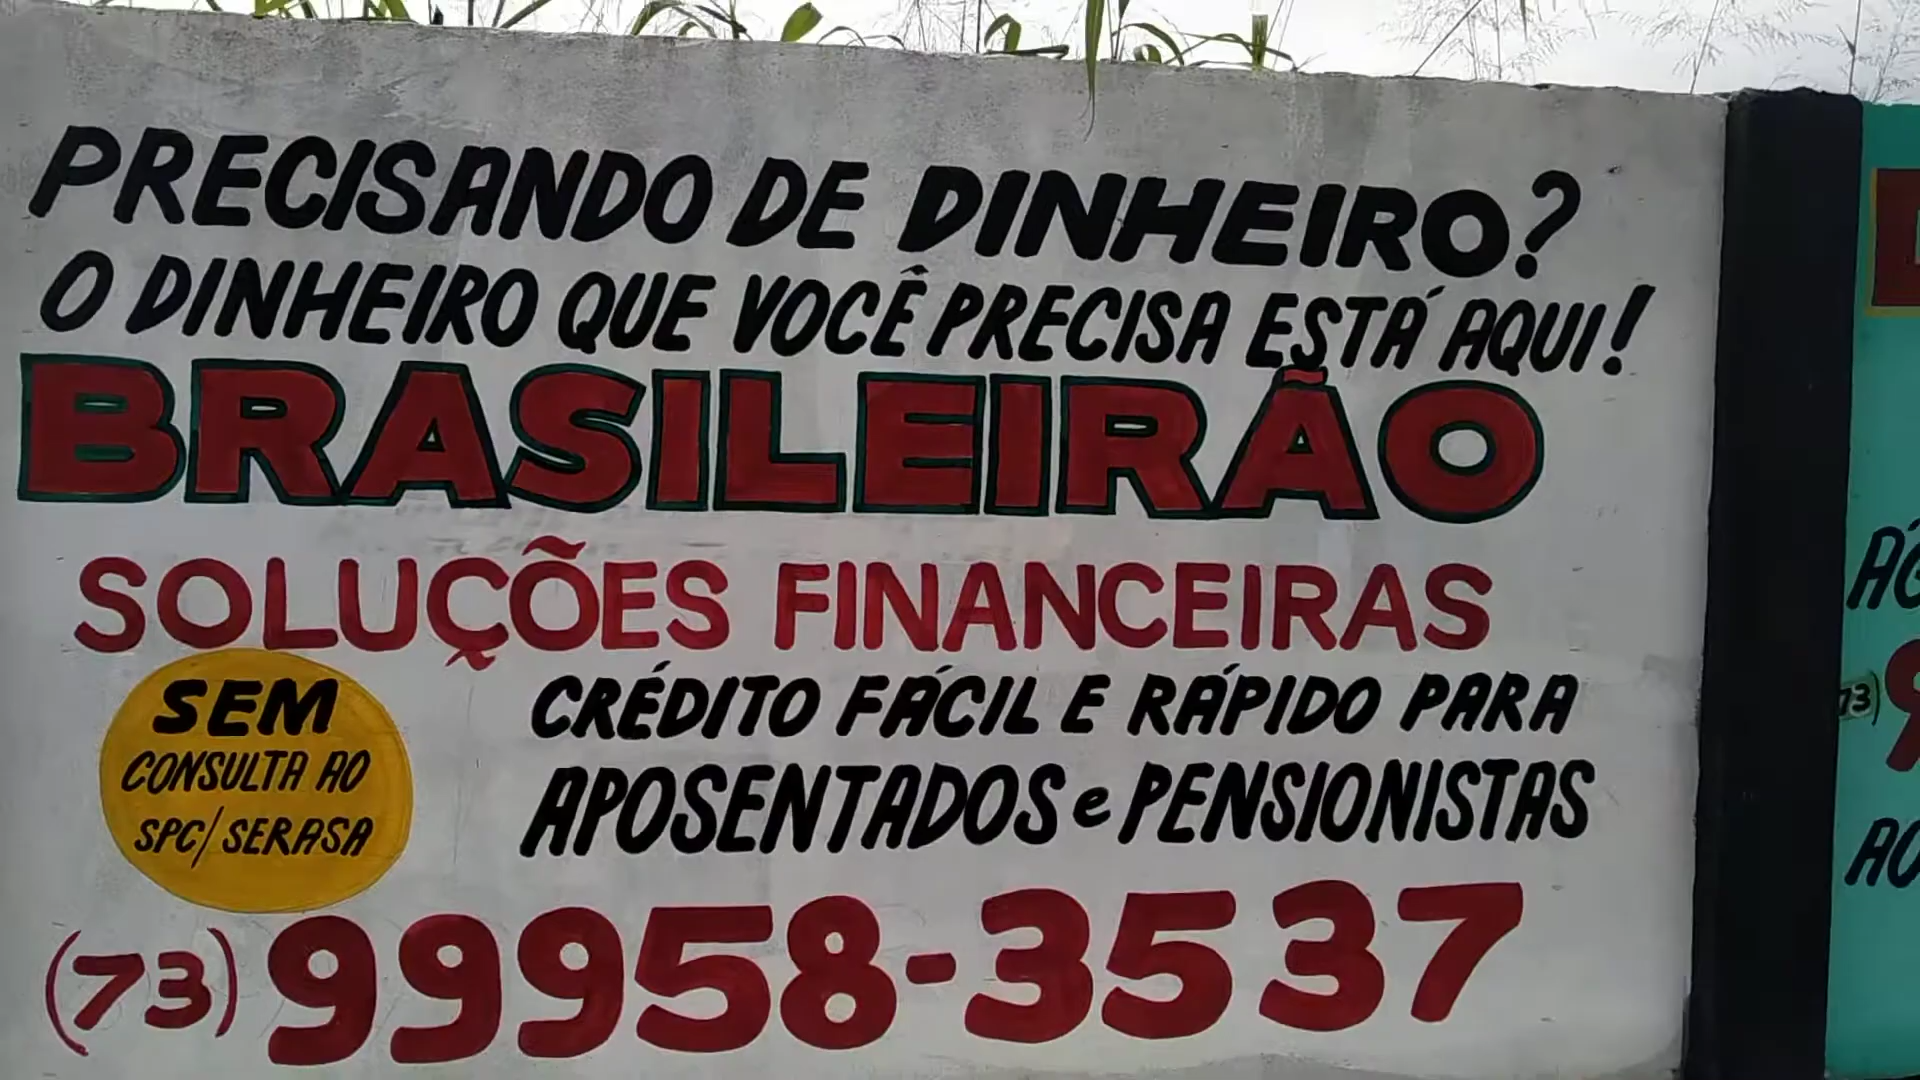 PRECISANDO DE DINHEIRO?
O DINHEIRO QUE VOCÊ PRECISA ESTÁ AQUI!
BRASILEIRÃO
SOLUÇÕES FINANCEIRAS
SEM
CONSULTA AO
SPC/SERASA
CRÉDITO FÁCIL E RÁPIDO PARA
APOSENTADOS e PENSIONISTAS
(73) 99958-3537